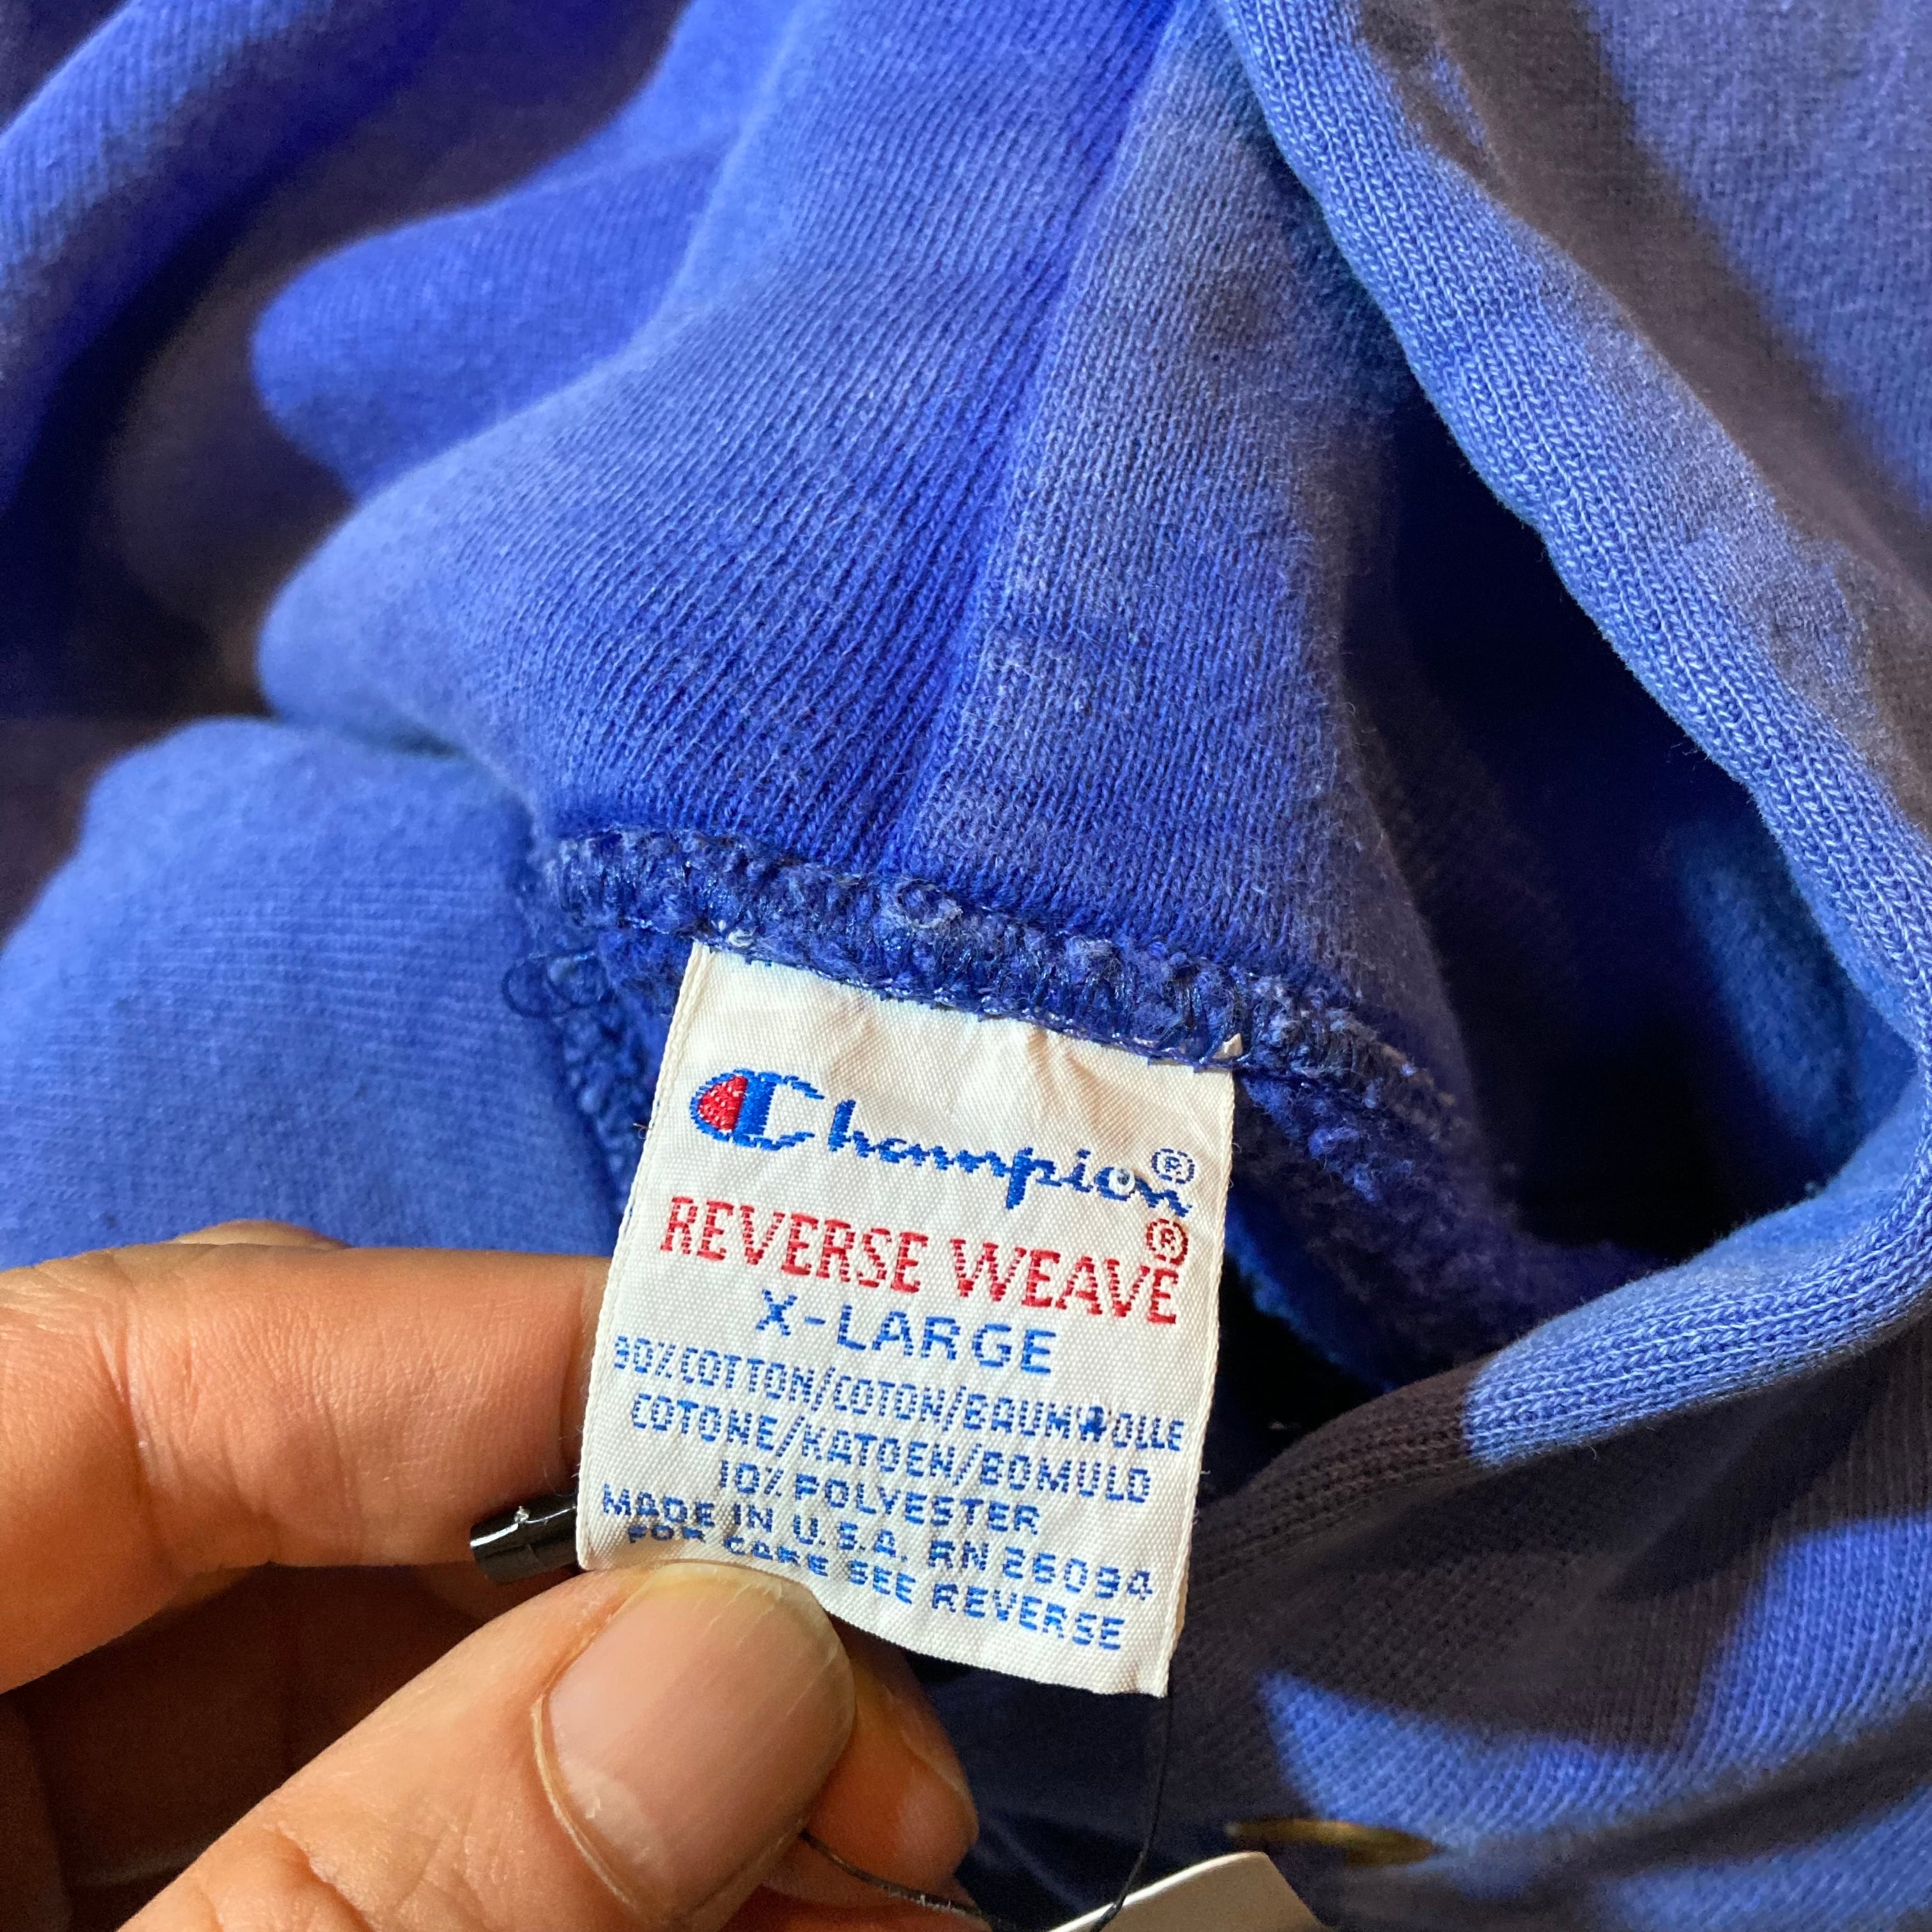 Champion®
REVERSE WEAVE®
X-LARGE
90% COTTON/COTON/BAUMWOLLE
COTONE/KATOEN/BOMULD
10% POLYESTER
MADE IN U.S.A. RN 26094
FOR CARE SEE REVERSE